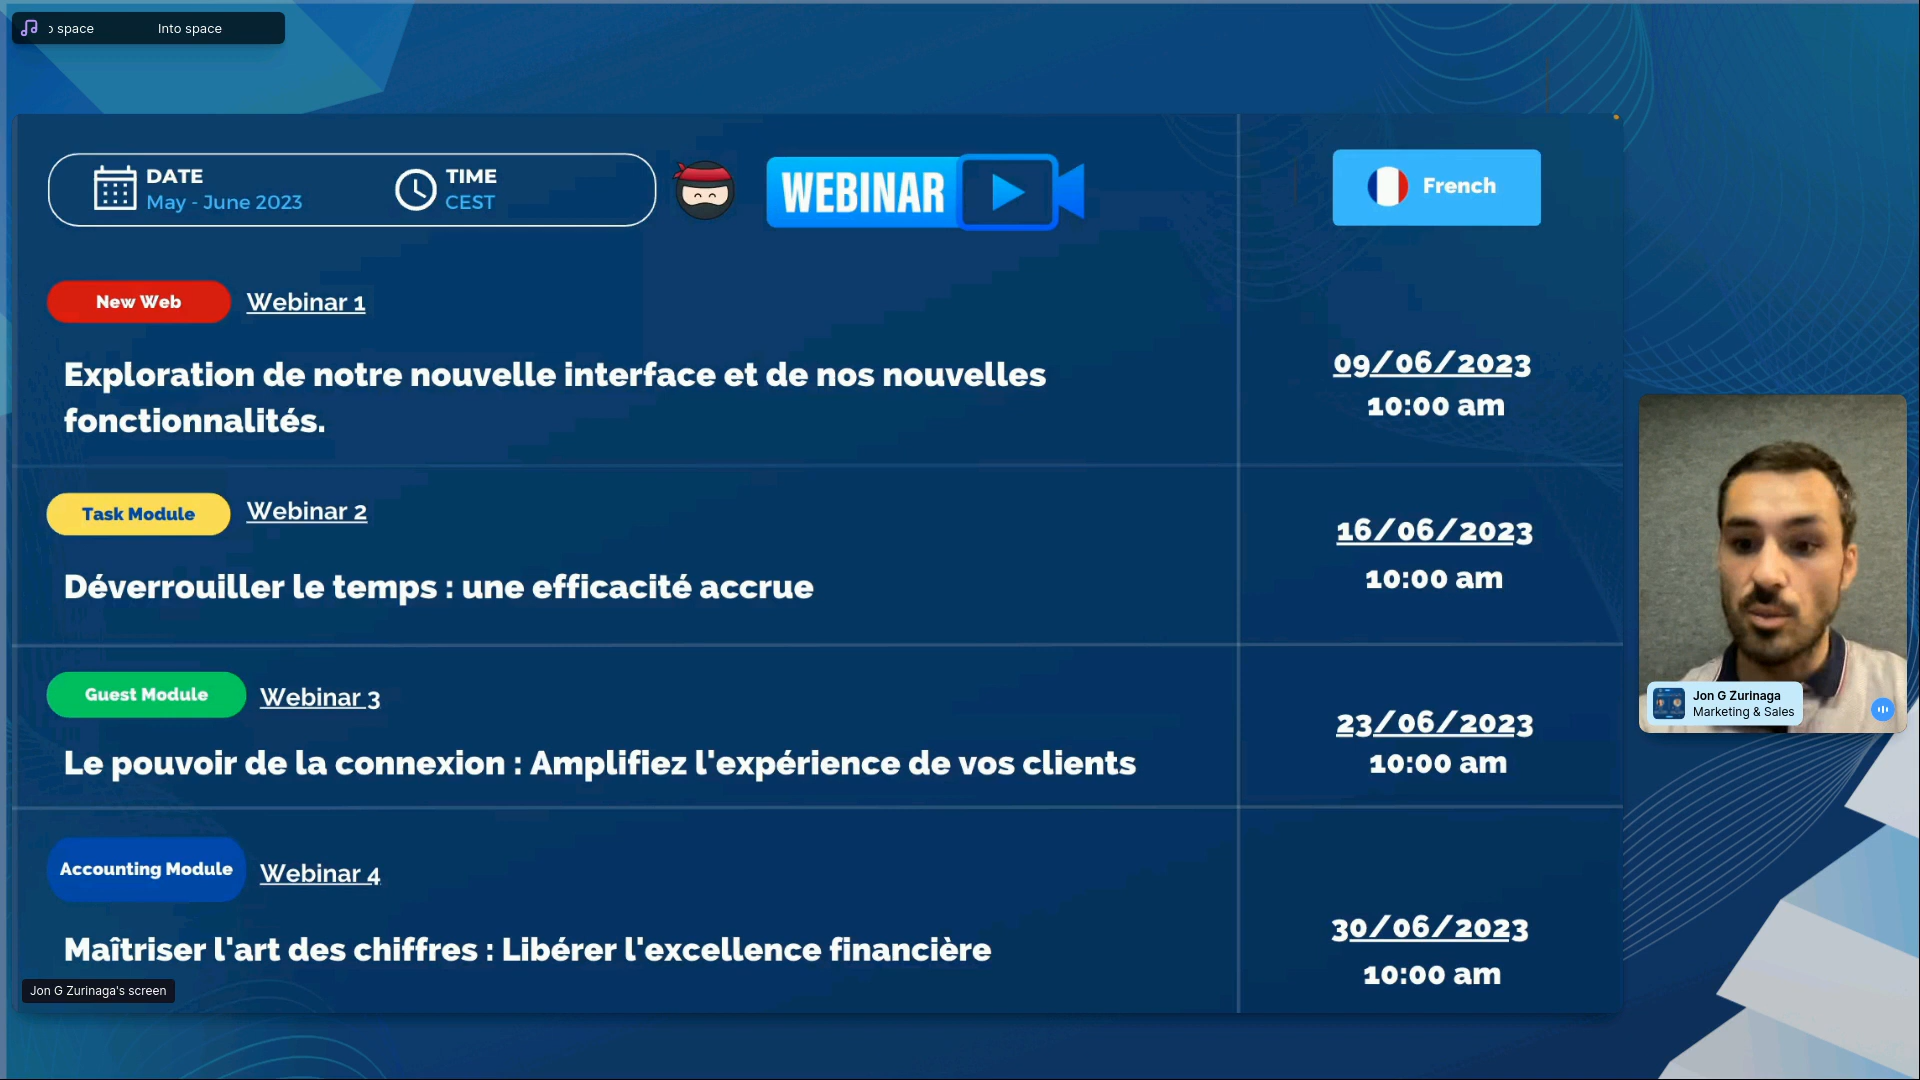 o space Into space
DATE
May - June 2023
TIME
CEST
WEBINAR
French
New Web
Webinar 1
Exploration de notre nouvelle interface et de nos nouvelles
fonctionnalités.
09/06/2023
10:00 am
Task Module
Webinar 2
Déverrouiller le temps : une efficacité accrue
16/06/2023
10:00 am
Guest Module
Webinar 3
Le pouvoir de la connexion : Amplifiez l'expérience de vos clients
23/06/2023
10:00 am
Accounting Module
Webinar 4
Maîtriser l'art des chiffres : Libérer l'excellence financière
30/06/2023
10:00 am
Jon G Zurinaga's screen
Jon G Zurinaga
Marketing & Sales